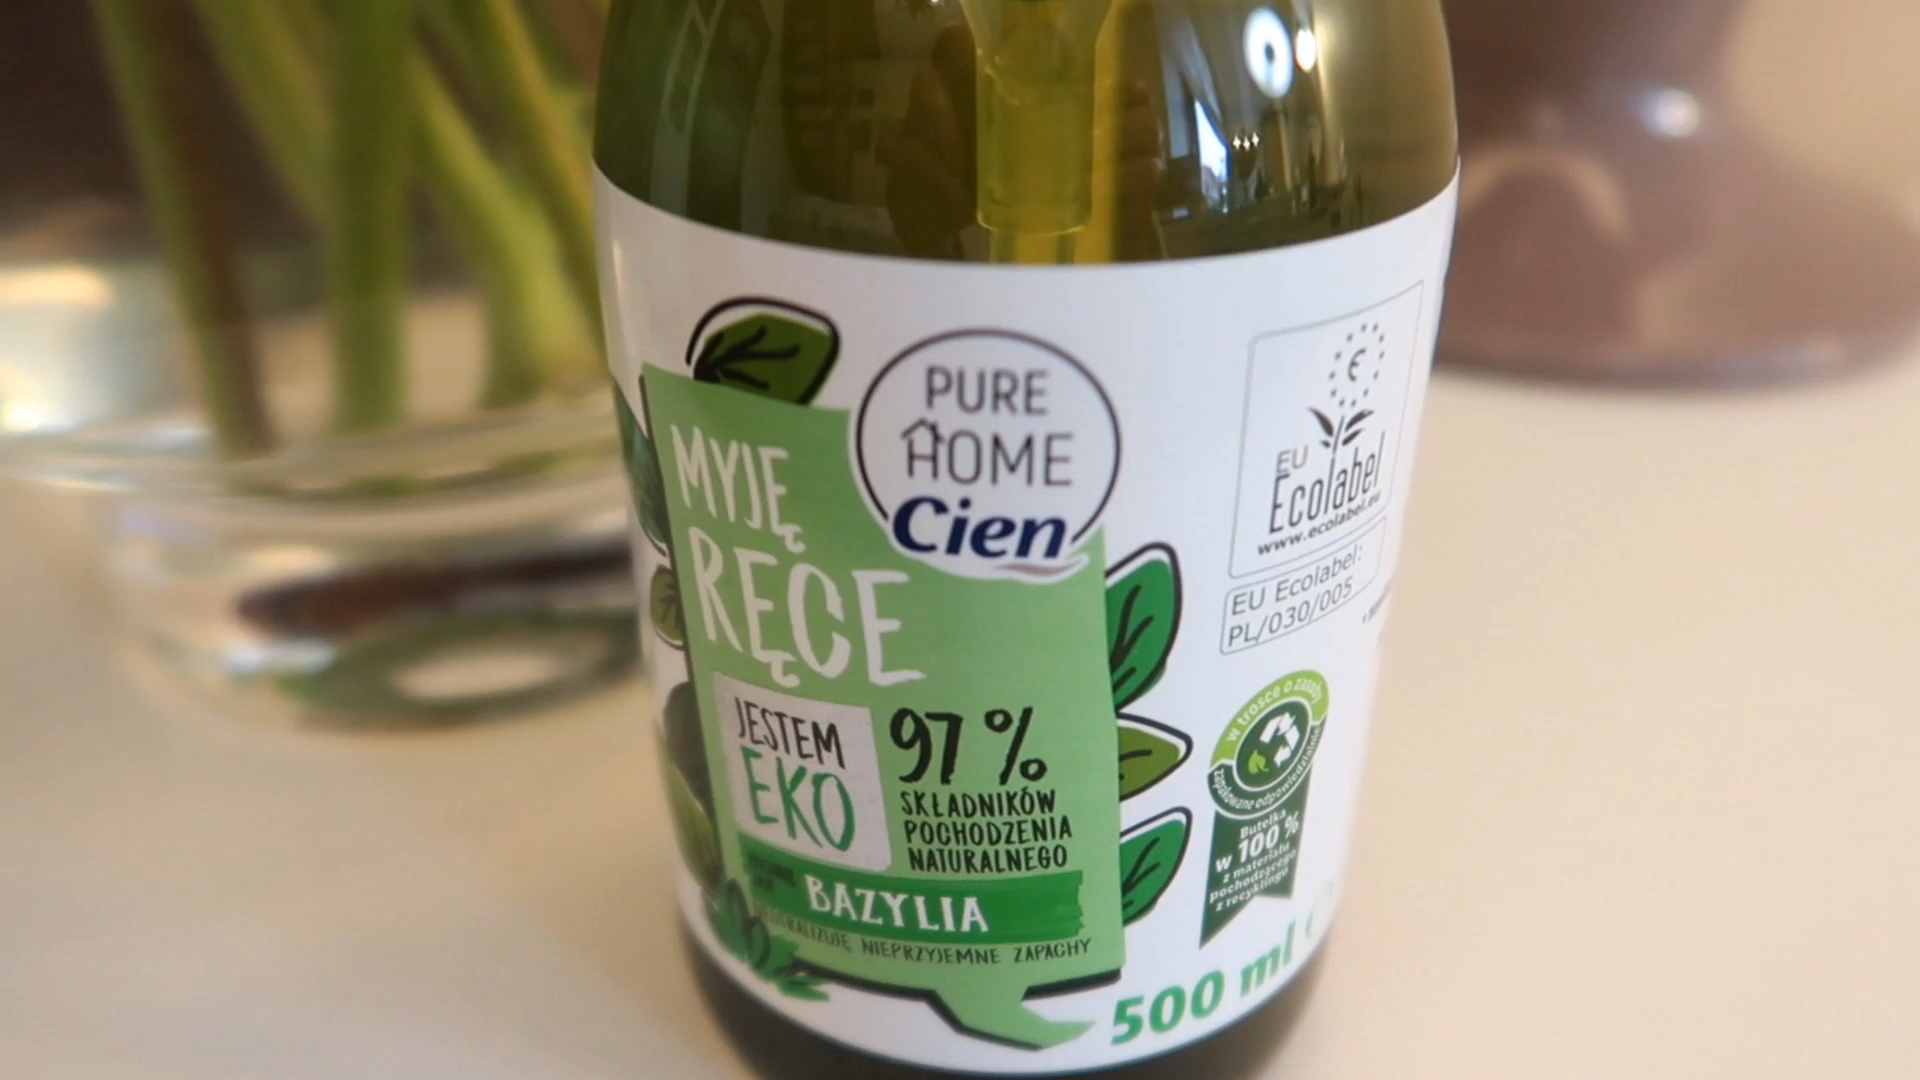 PURE
HOME
Cien
MYJĘ
RĘCE
JESTEM
EKO
97 %
SKŁADNIKÓW
POCHODZENIA
NATURALNEGO
BAZYLIA
NEUTRALIZUJE NIEPRZYJEMNE ZAPACHY
EU
Ecolabel
www.ecolabel.eu
EU Ecolabel:
PL/030/005
w trosce o zasoby
zapakowane odpowiedzialnie
Butelka
w 100 %
z materiału
pochodzącego
z recyklingu
500 ml